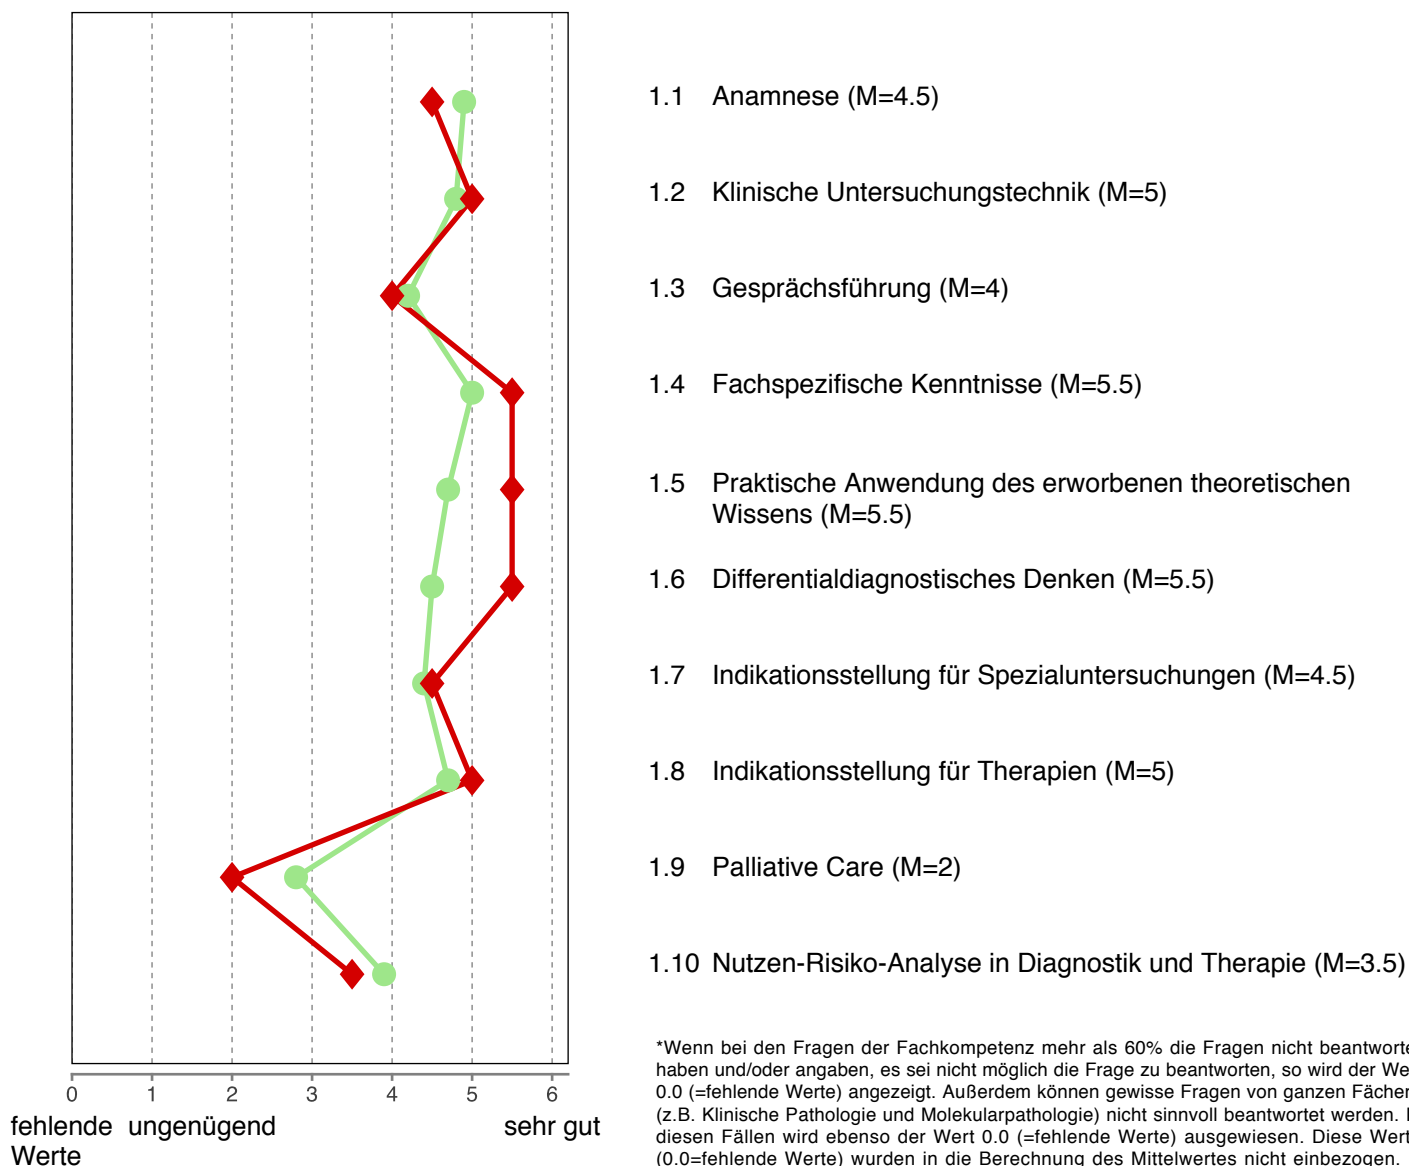 1.1 Anamnese (M=4.5)
1.2 Klinische Untersuchungstechnik (M=5)
1.3 Gesprächsführung (M=4)
1.4 Fachspezifische Kenntnisse (M=5.5)
1.5 Praktische Anwendung des erworbenen theoretischen
Wissens (M=5.5)
1.6 Differentialdiagnostisches Denken (M=5.5)
1.7 Indikationsstellung für Spezialuntersuchungen (M=4.5)
1.8 Indikationsstellung für Therapien (M=5)
1.9 Palliative Care (M=2)
1.10 Nutzen-Risiko-Analyse in Diagnostik und Therapie (M=3.5)
0 1 2 3 4 5 6
fehlende ungenügend sehr gut
Werte
*Wenn bei den Fragen der Fachkompetenz mehr als 60% die Fragen nicht beantworte
haben und/oder angaben, es sei nicht möglich die Frage zu beantworten, so wird der We
0.0 (=fehlende Werte) angezeigt. Außerdem können gewisse Fragen von ganzen Fächer
(z.B. Klinische Pathologie und Molekularpathologie) nicht sinnvoll beantwortet werden.
diesen Fällen wird ebenso der Wert 0.0 (=fehlende Werte) ausgewiesen. Diese Wert
(0.0=fehlende Werte) wurden in die Berechnung des Mittelwertes nicht einbezogen.